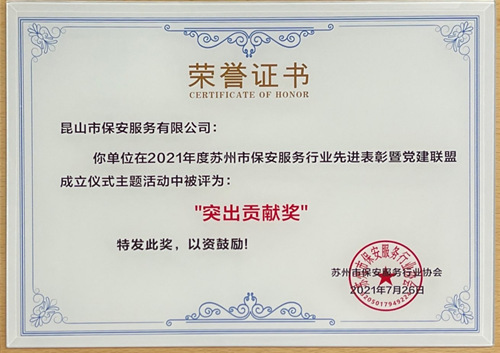 荣誉证书
CERTIFICATE OF HONOR
昆山市保安服务有限公司：
你单位在2021年度苏州市保安服务行业先进表彰暨党建联盟
成立仪式主题活动中被评为：
"突出贡献奖"
特发此奖，以资鼓励！
苏州市保安服务行业协会
2021年7月26日